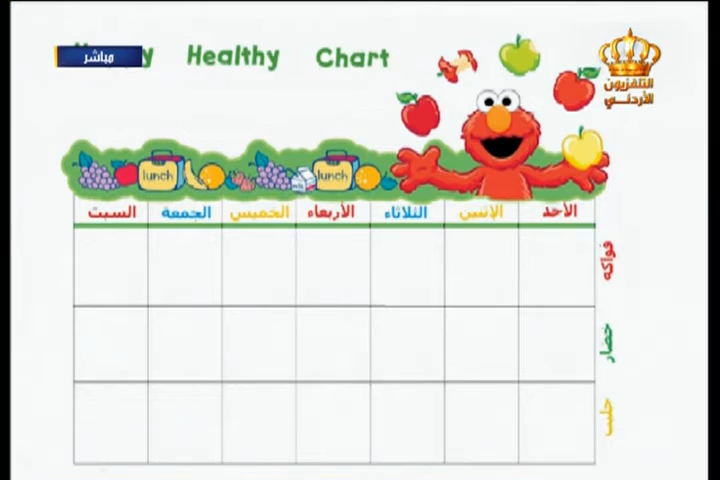 Healthy Chart
مباشر
التلفزيون
الأردني
lunch lunch
الأحد الإثنين الثلاثاء الأربعاء الخميس الجمعة السبت
فواكه
خضار
حليب